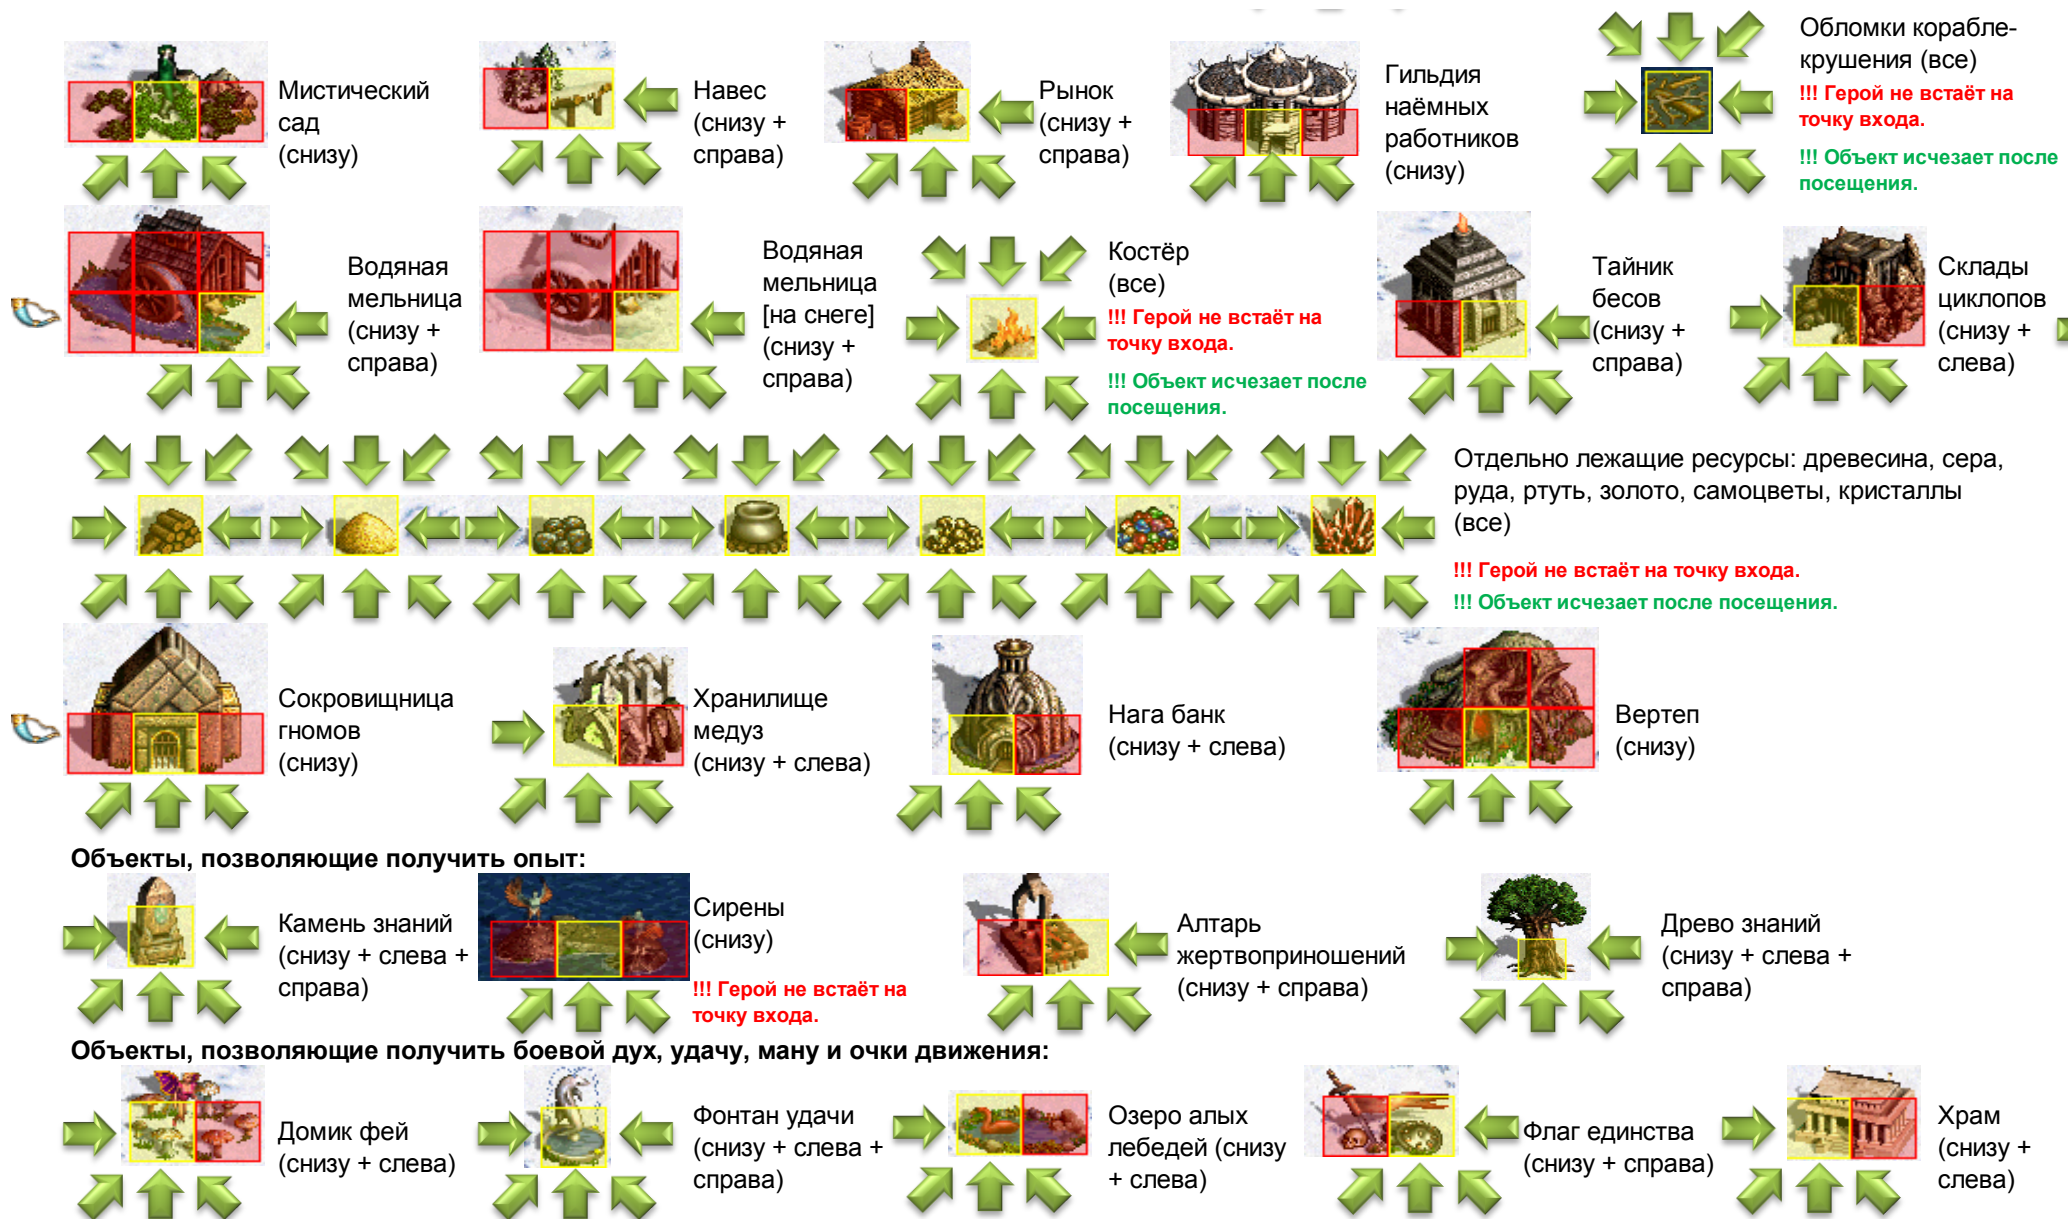 Мистический
сад
(снизу)
Навес
(снизу +
справа)
Рынок
(снизу +
справа)
Гильдия
наёмных
работников
(снизу)
Обломки корабле-
крушения (все)
!!! Герой не встаёт на
точку входа.
!!! Объект исчезает после
посещения.
Водяная
мельница
(снизу +
справа)
Водяная
мельница
[на снеге]
(снизу +
справа)
Костёр
(все)
!!! Герой не встаёт на
точку входа.
!!! Объект исчезает после
посещения.
Тайник
бесов
(снизу +
справа)
Склады
циклопов
(снизу +
слева)
Отдельно лежащие ресурсы: древесина, сера,
руда, ртуть, золото, самоцветы, кристаллы
(все)
!!! Герой не встаёт на точку входа.
!!! Объект исчезает после посещения.
Сокровищница
гномов
(снизу)
Хранилище
медуз
(снизу + слева)
Нага банк
(снизу + слева)
Вертеп
(снизу)
Объекты, позволяющие получить опыт:
Камень знаний
(снизу + слева +
справа)
Сирены
(снизу)
!!! Герой не встаёт на
точку входа.
Алтарь
жертвоприношений
(снизу + справа)
Древо знаний
(снизу + слева +
справа)
Объекты, позволяющие получить боевой дух, удачу, ману и очки движения:
Домик фей
(снизу + слева)
Фонтан удачи
(снизу + слева +
справа)
Озеро алых
лебедей (снизу
+ слева)
Флаг единства
(снизу + справа)
Храм
(снизу +
слева)